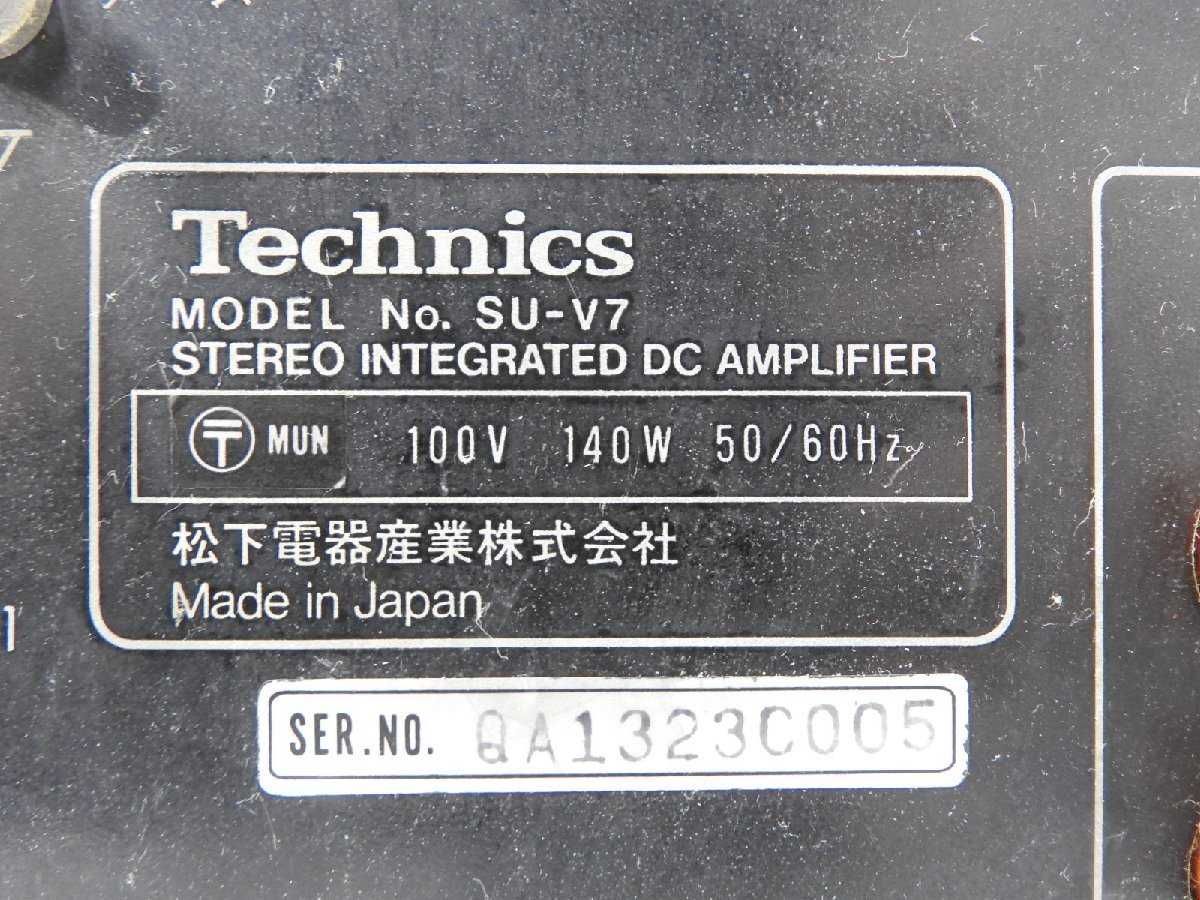 Technics
MODEL No. SU-V7
STEREO INTEGRATED DC AMPLIFIER
〒 MUN 100V 140W 50/60Hz
松下電器産業株式会社
Made in Japan
1
SER.NO. QA1323C005